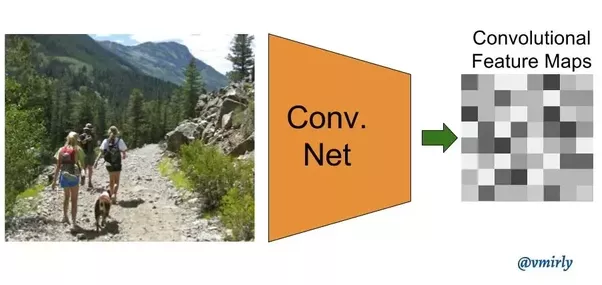 Conv.
Net
Convolutional
Feature Maps
@vmirly